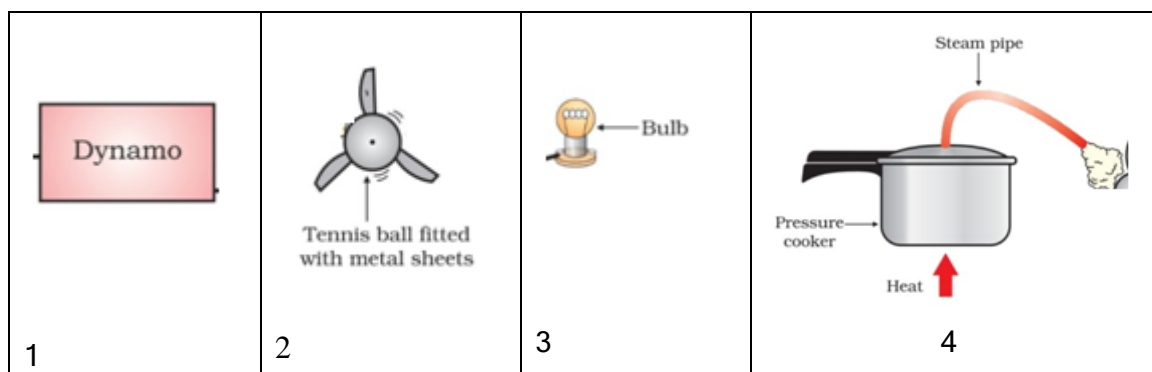 Dynamo
1
Tennis ball fitted
with metal sheets
2
Bulb
3
Steam pipe
Pressure
cooker
Heat
4